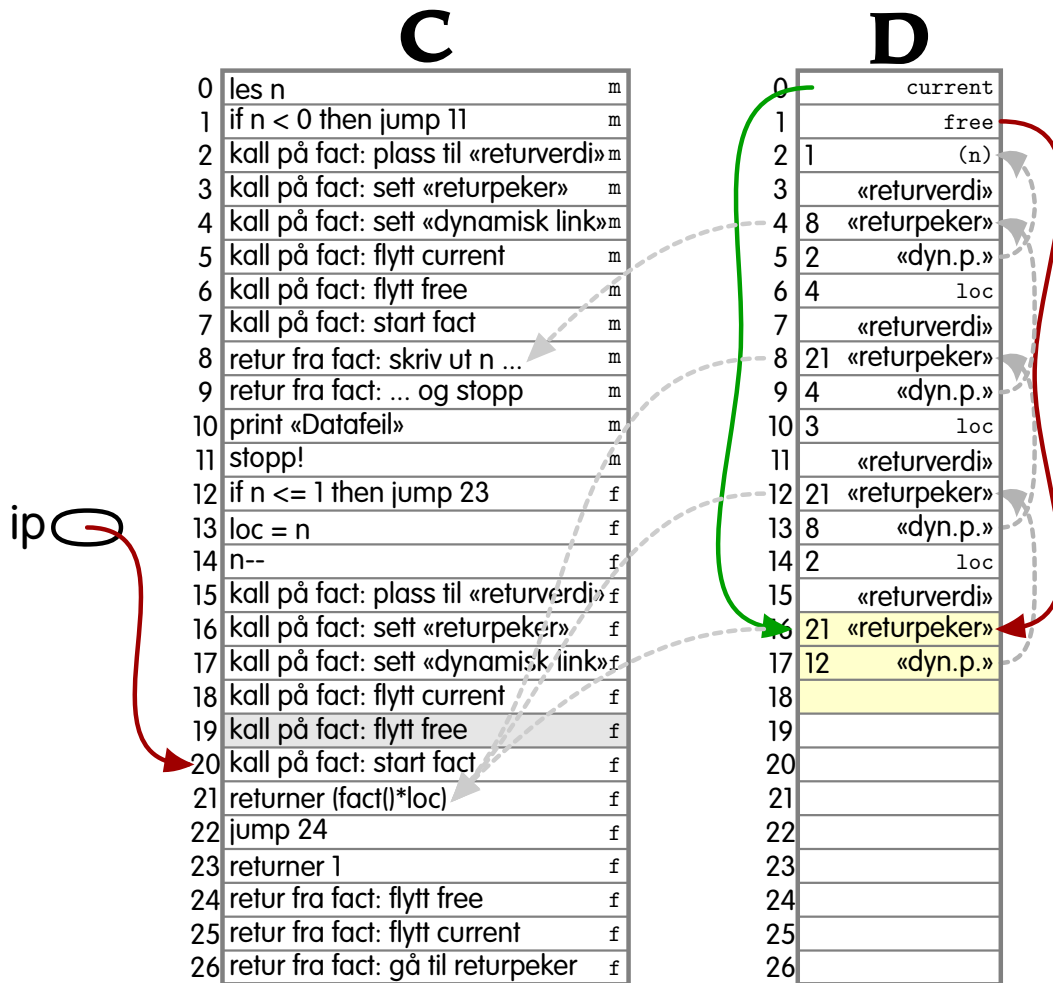 C
0 les n m
1 if n < 0 then jump 11 m
2 kall på fact: plass til «returverdi» m
3 kall på fact: sett «returpeker» m
4 kall på fact: sett «dynamisk link» m
5 kall på fact: flytt current m
6 kall på fact: flytt free m
7 kall på fact: start fact m
8 retur fra fact: skriv ut n ... m
9 retur fra fact: ... og stopp m
10 print «Datafeil» m
11 stopp! m
12 if n <= 1 then jump 23 f
13 loc = n f
14 n-- f
15 kall på fact: plass til «returverdi» f
16 kall på fact: sett «returpeker» f
17 kall på fact: sett «dynamisk link» f
18 kall på fact: flytt current f
19 kall på fact: flytt free f
20 kall på fact: start fact f
21 returner (fact()*loc) f
22 jump 24 f
23 returner 1 f
24 retur fra fact: flytt free f
25 retur fra fact: flytt current f
26 retur fra fact: gå til returpeker f
ip
D
0 current
1 free
2 1 (n)
3 «returverdi»
4 8 «returpeker»
5 2 «dyn.p.»
6 4 loc
7 «returverdi»
8 21 «returpeker»
9 4 «dyn.p.»
10 3 loc
11 «returverdi»
12 21 «returpeker»
13 8 «dyn.p.»
14 2 loc
15 «returverdi»
16 21 «returpeker»
17 12 «dyn.p.»
18
19
20
21
22
23
24
25
26